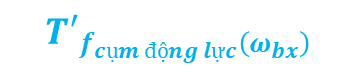 T′f cụm động lực(ωbx)